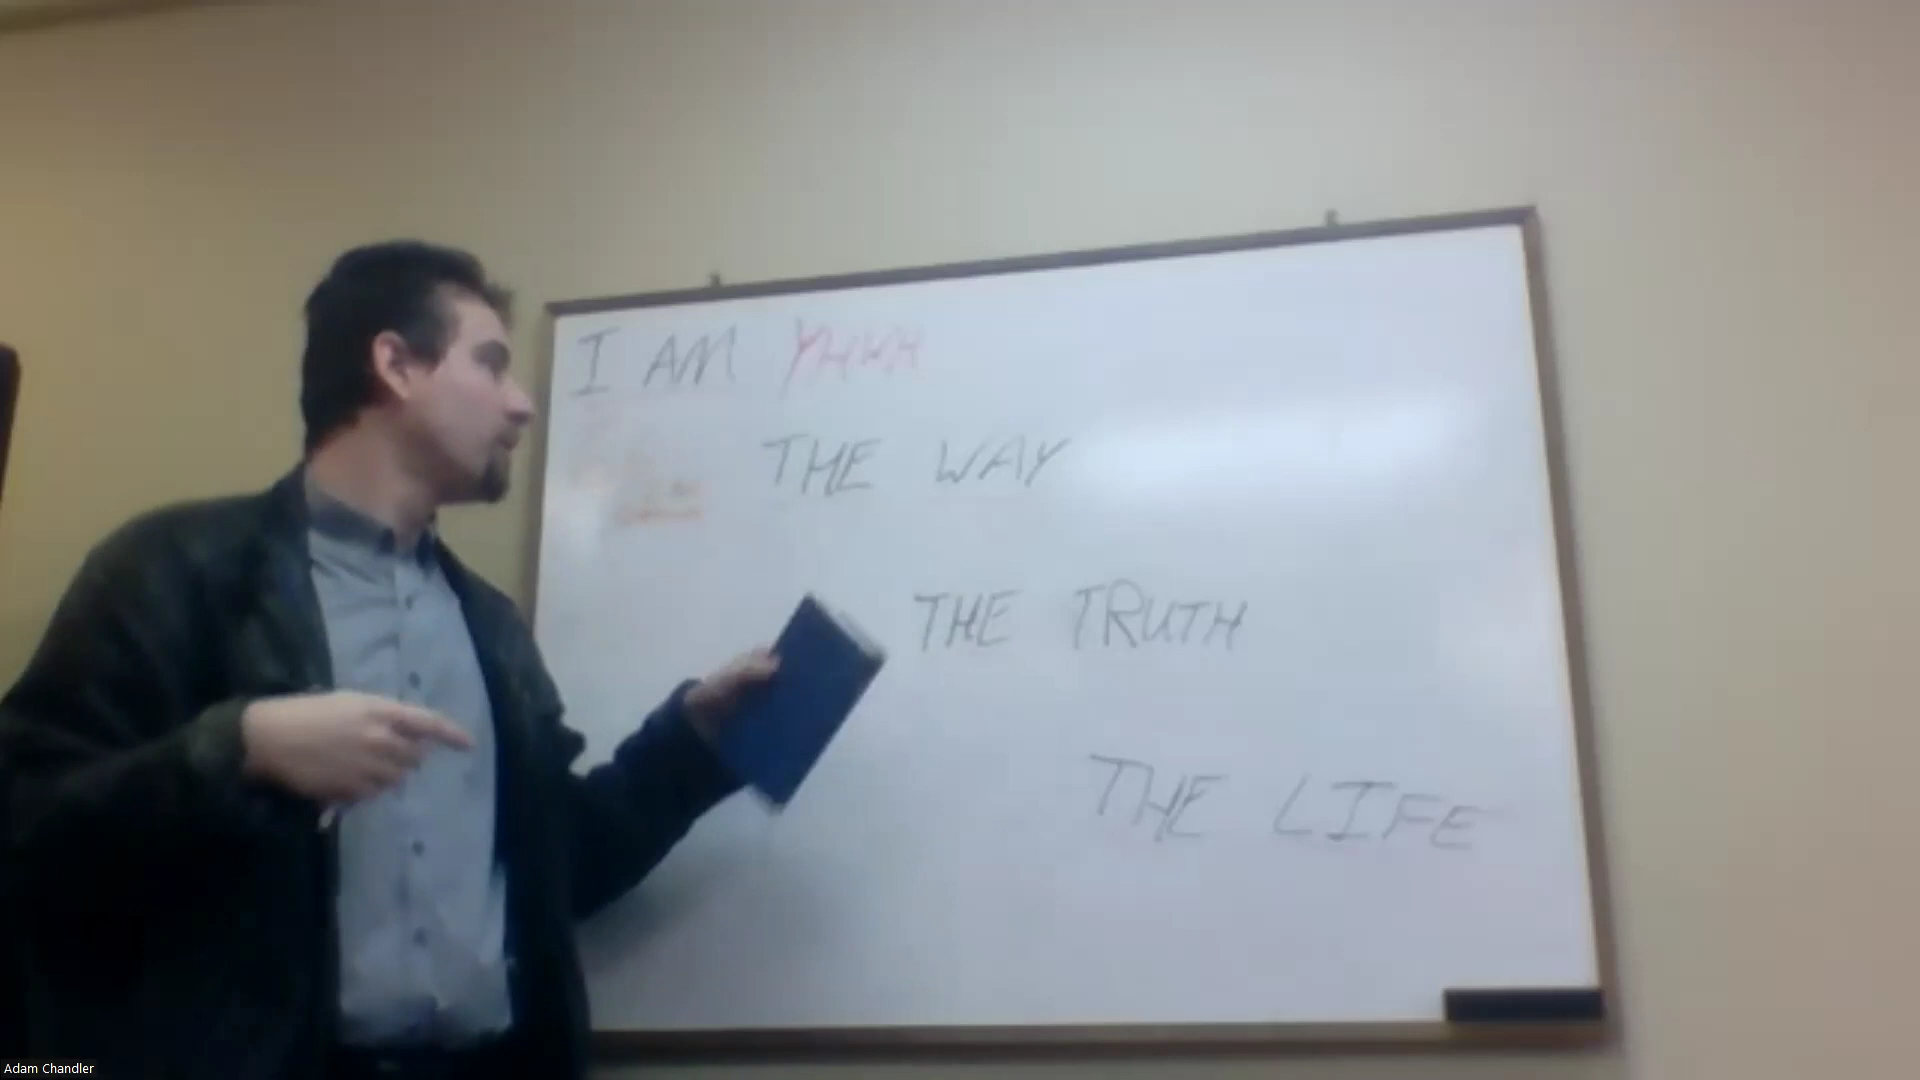 I AM YHWH
THE WAY
THE TRUTH
THE LIFE
Adam Chandler